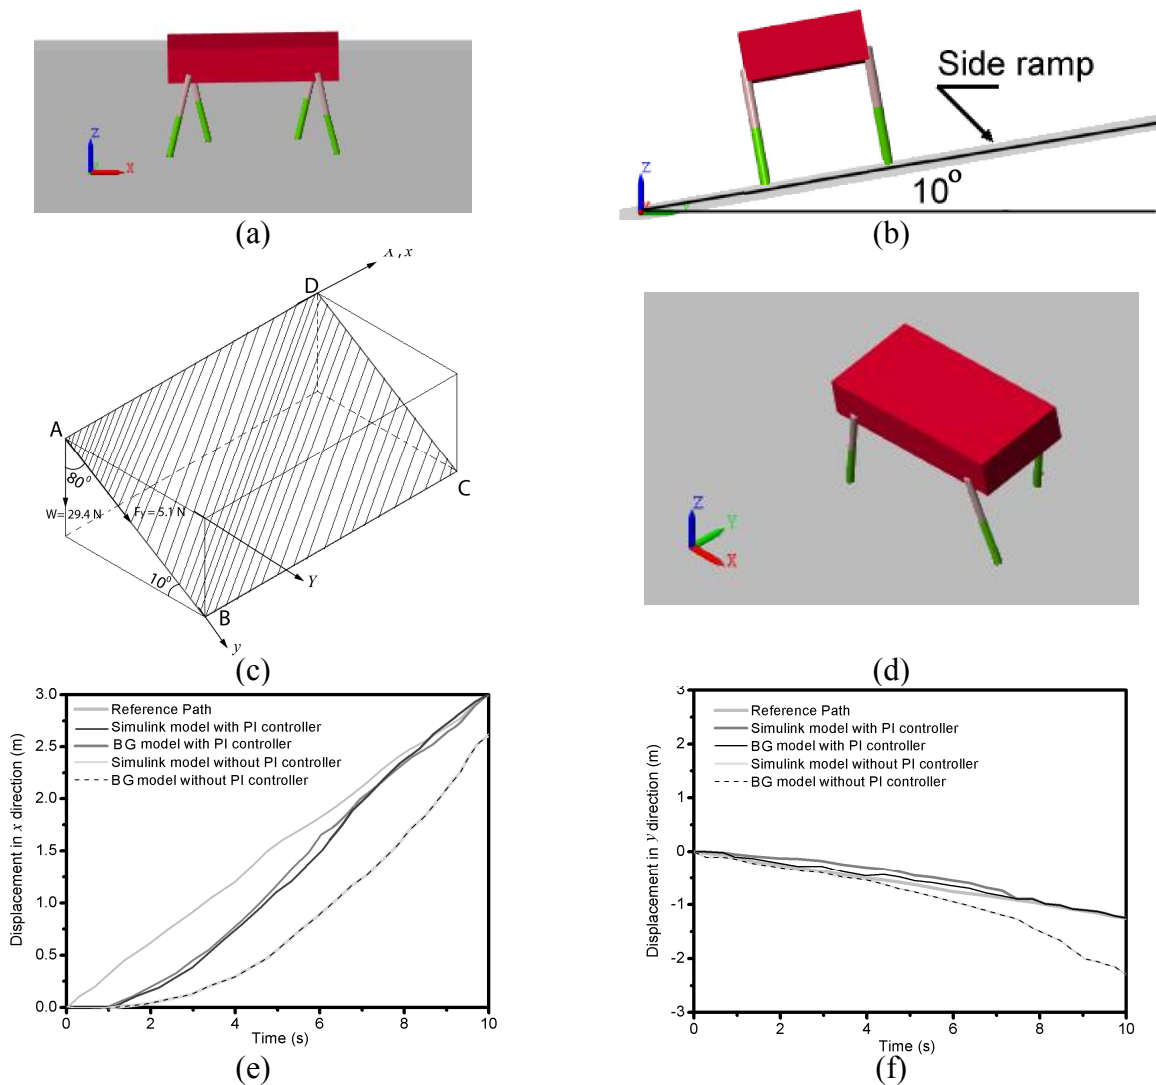 Z
X
(a)
Side ramp
Z
10°
(b)
X, x
D
A
80°
W= 29.4 N
Fy = 5.1 N
C
10°
Y
B
y
(c)
Z
Y
X
(d)
3.0
2.5
2.0
1.5
1.0
0.5
0.0
Displacement in x direction (m)
Reference Path
Simulink model with PI controller
BG model with PI controller
Simulink model without PI controller
BG model without PI controller
0 2 4 6 8 10
Time (s)
(e)
3
2
1
0
-1
-2
-3
Displacement in y direction (m)
Reference Path
Simulink model with PI controller
BG model with PI controller
Simulink model without PI controller
BG model without PI controller
0 2 4 6 8 10
Time (s)
(f)